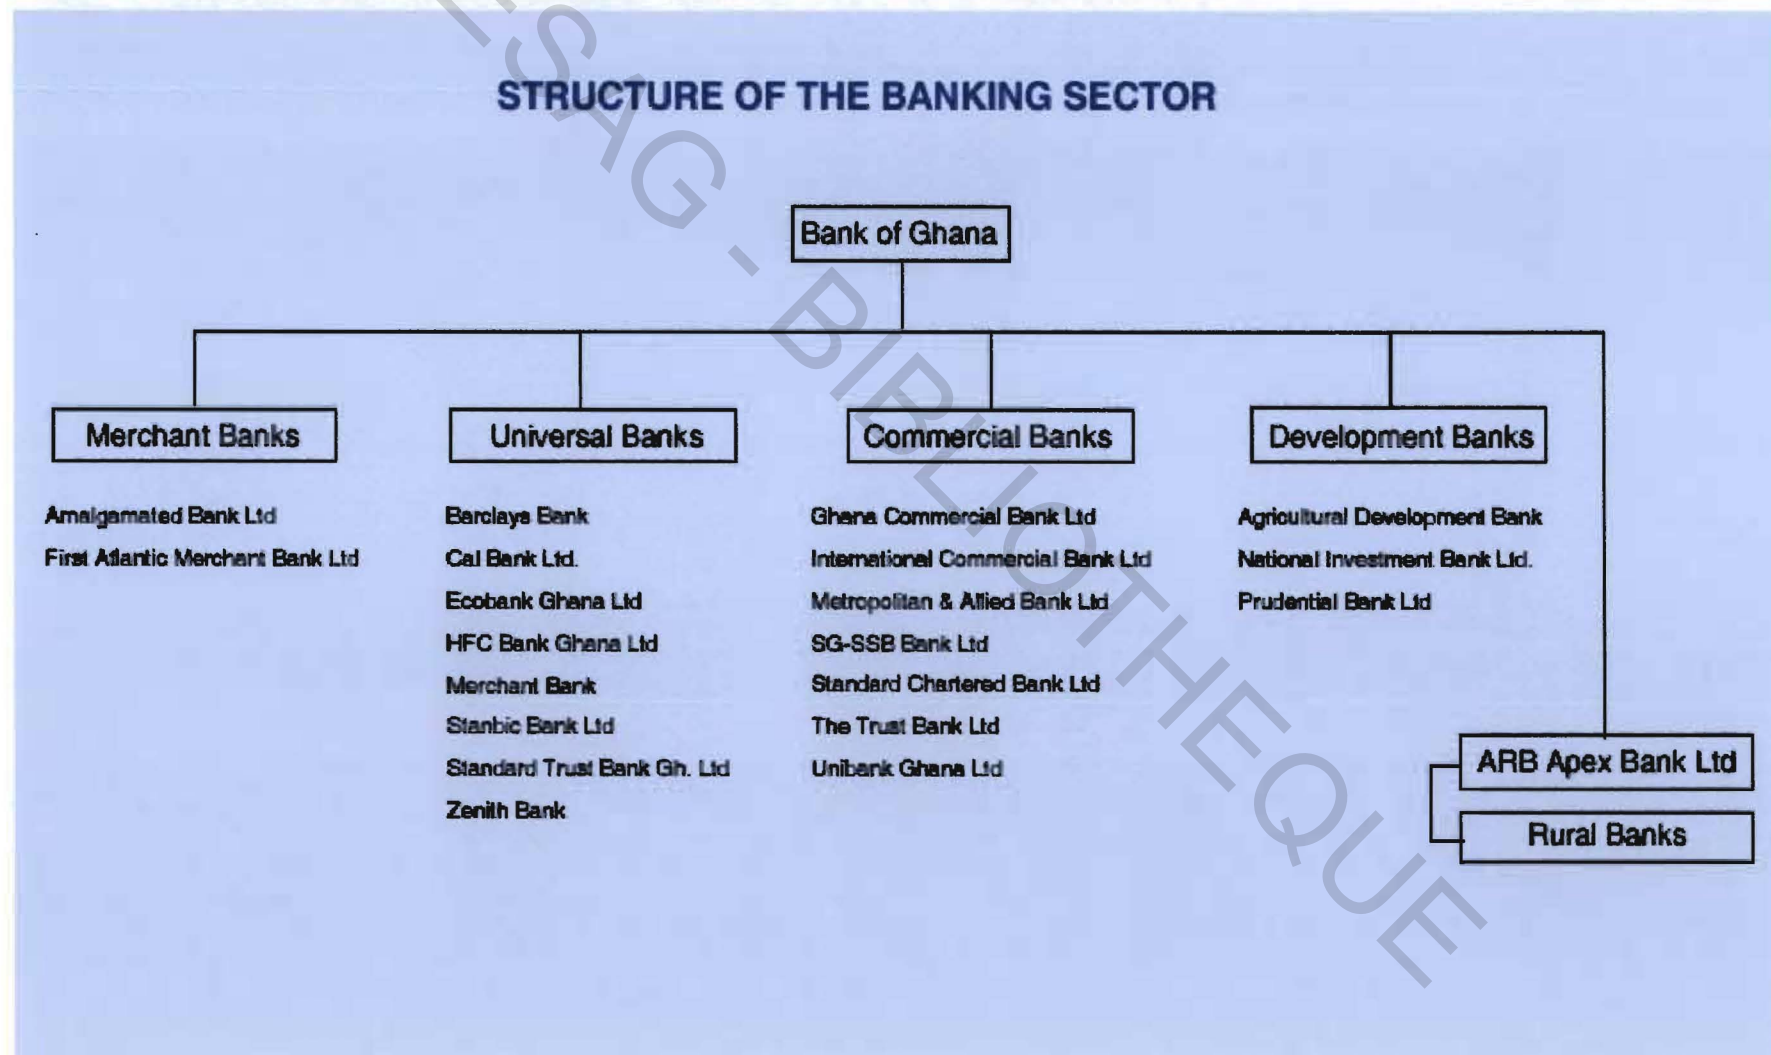 STRUCTURE OF THE BANKING SECTOR
Bank of Ghana
Merchant Banks
Amalgamated Bank Ltd
First Atlantic Merchant Bank Ltd
Universal Banks
Barclays Bank
Cal Bank Ltd.
Ecobank Ghana Ltd
HFC Bank Ghana Ltd
Merchant Bank
Stanbic Bank Ltd
Standard Trust Bank Gh. Ltd
Zenith Bank
Commercial Banks
Ghana Commercial Bank Ltd
International Commercial Bank Ltd
Metropolitan & Allied Bank Ltd
SG-SSB Bank Ltd
Standard Chartered Bank Ltd
The Trust Bank Ltd
Unibank Ghana Ltd
Development Banks
Agricultural Development Bank
National Investment Bank Ltd.
Prudential Bank Ltd
ARB Apex Bank Ltd
Rural Banks
ESAG - BIBLIOTHEQUE